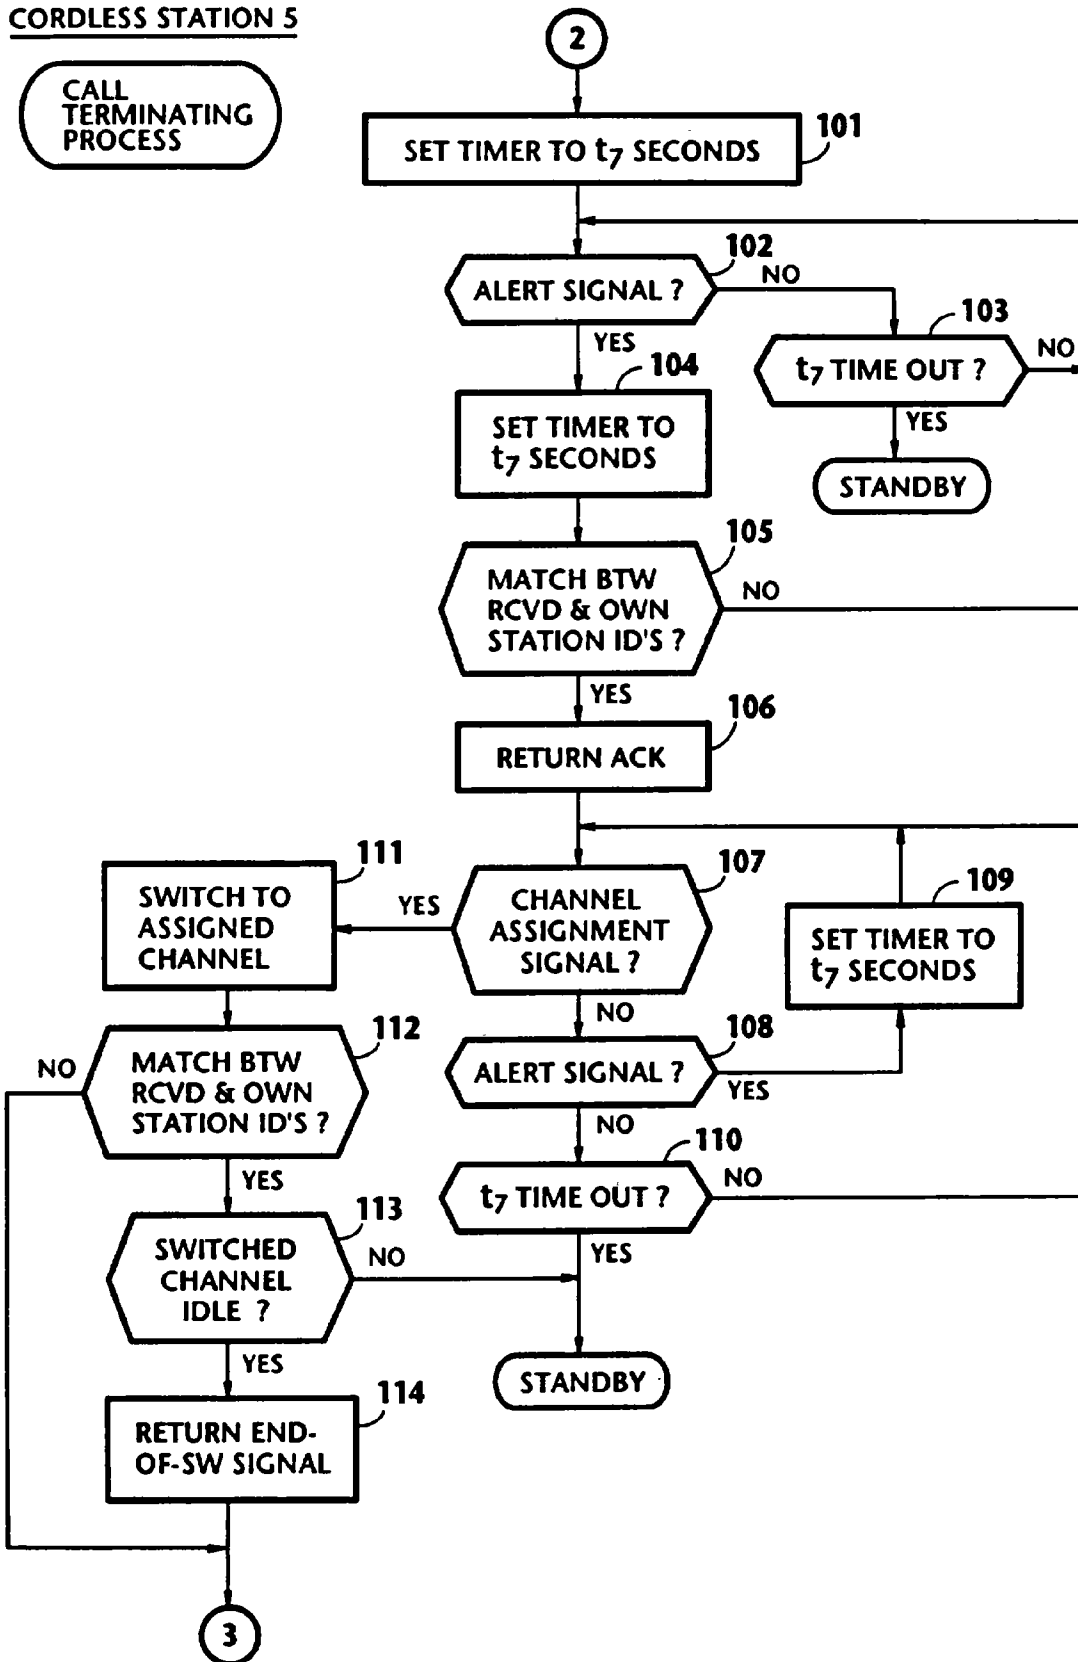 CORDLESS STATION 5
2
CALL
TERMINATING
PROCESS
101
SET TIMER TO t7 SECONDS
102
ALERT SIGNAL ?
NO
YES
103
t7 TIME OUT ?
NO
YES
STANDBY
104
SET TIMER TO
t7 SECONDS
105
MATCH BTW
RCVD & OWN
STATION ID'S ?
NO
YES
106
RETURN ACK
107
CHANNEL
ASSIGNMENT
SIGNAL ?
YES
NO
111
SWITCH TO
ASSIGNED
CHANNEL
109
SET TIMER TO
t7 SECONDS
108
ALERT SIGNAL ?
YES
NO
112
MATCH BTW
RCVD & OWN
STATION ID'S ?
NO
YES
110
t7 TIME OUT ?
NO
YES
113
SWITCHED
CHANNEL
IDLE ?
NO
YES
STANDBY
114
RETURN END-
OF-SW SIGNAL
3